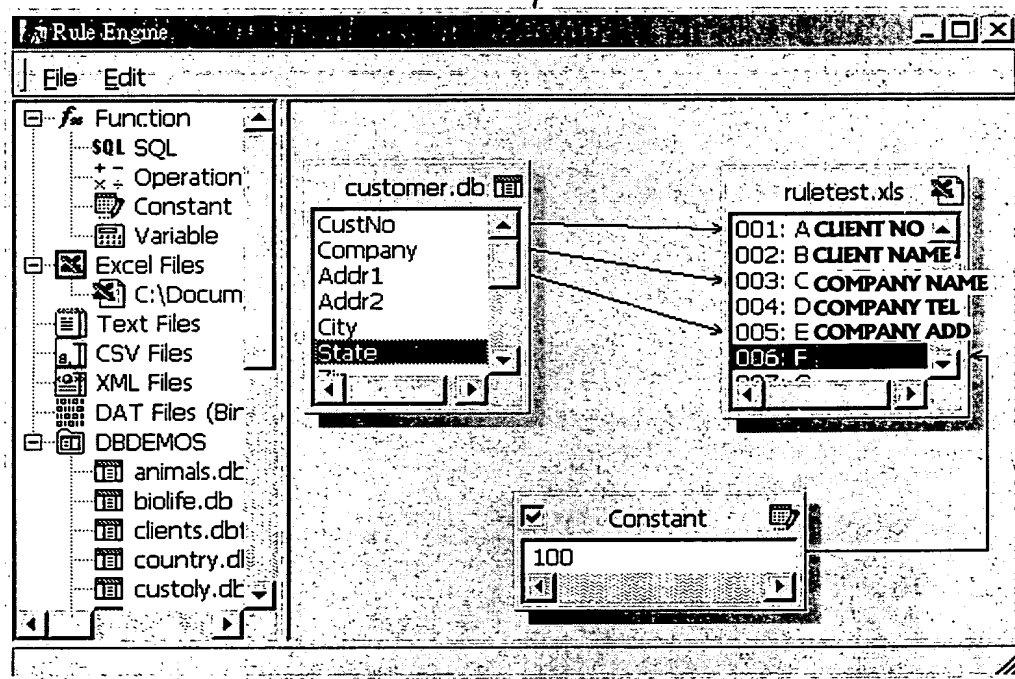 Rule Engine
File Edit
Function
SQL SQL
Operation
Constant
Variable
Excel Files
C:\Docum
Text Files
CSV Files
XML Files
DAT Files (Bin
DBDEMOS
animals.db
biolife.db
clients.dbf
country.d
custoly.db
customer.db
CustNo
Company
Addr1
Addr2
City
State
ruletest.xls
001: A CLIENT NO
002: B CLIENT NAME
003: C COMPANY NAME
004: D COMPANY TEL
005: E COMPANY ADD
006: F
Constant
100